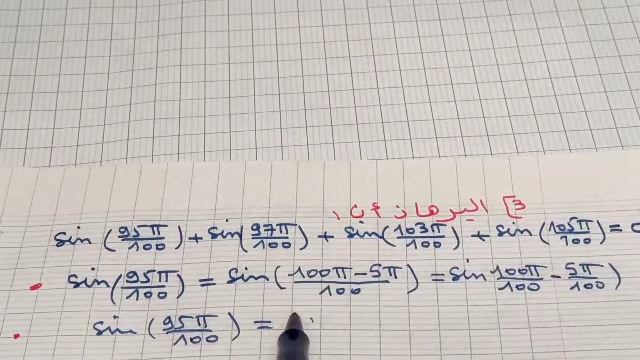 3] البرهان أن:
sin (95π/100) + sin(97π/100) + sin(103π/100) + sin(105π/100) = 0
• sin(95π/100) = sin(100π-5π/100) = sin 100π/100 - 5π/100)
• sin (95π/100) =